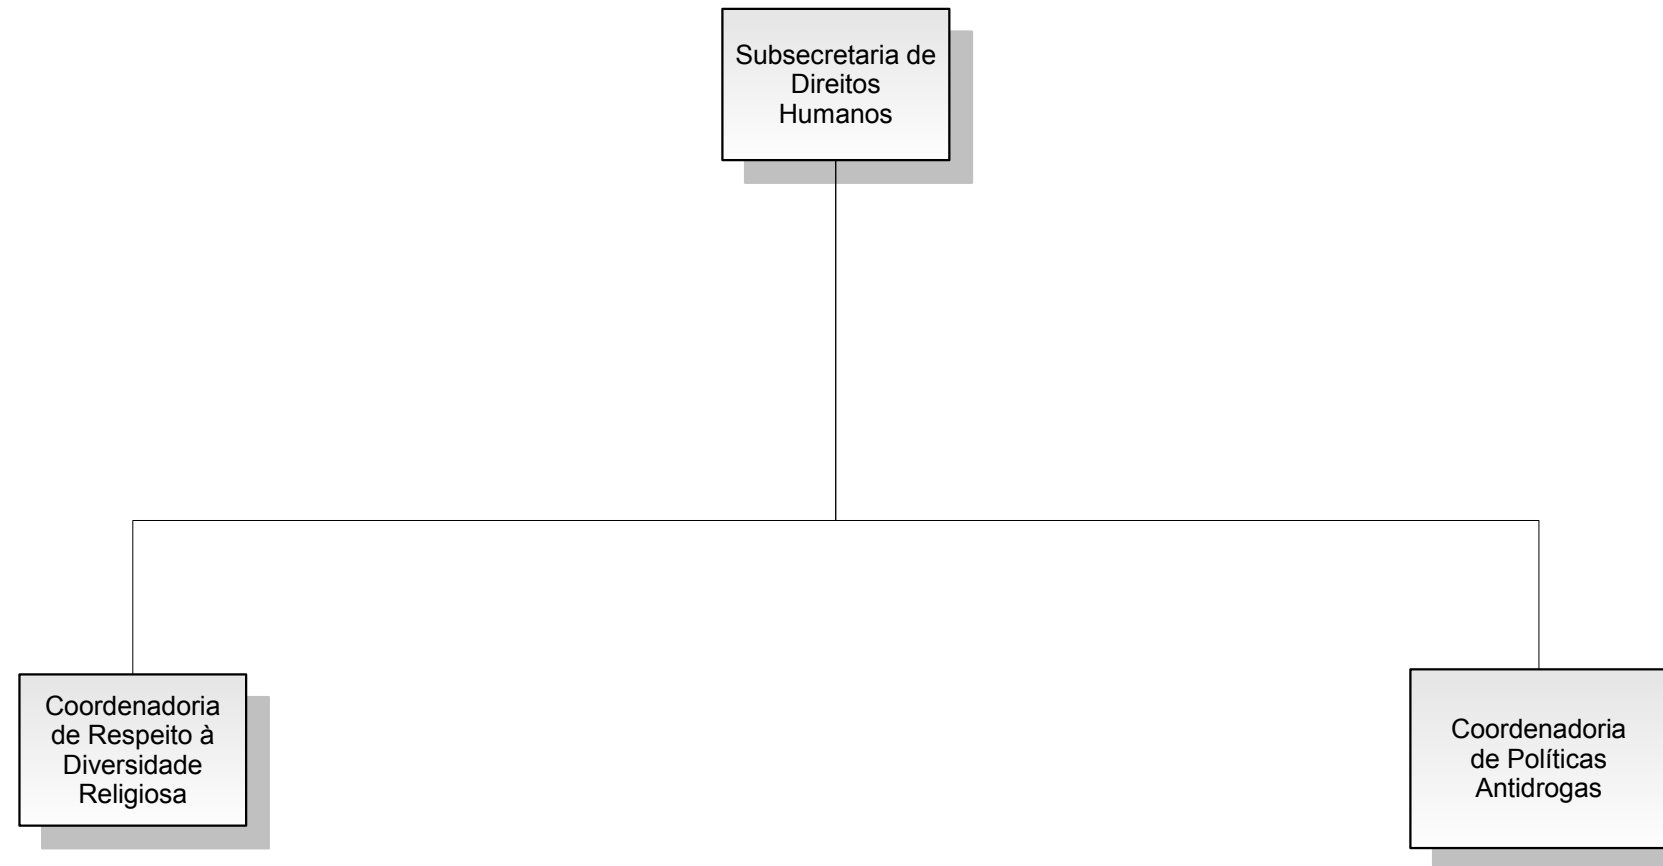 Subsecretaria de
Direitos
Humanos
Coordenadoria
de Respeito à
Diversidade
Religiosa
Coordenadoria
de Políticas
Antidrogas